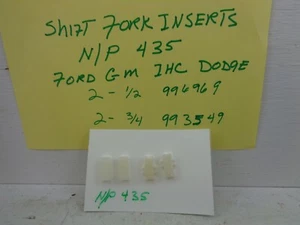 Shift Fork INSERTS
N/P 435
FORD Gm IHC DODGE
2 - 1/2 996969
2 - 3/4 993549
N/P 435